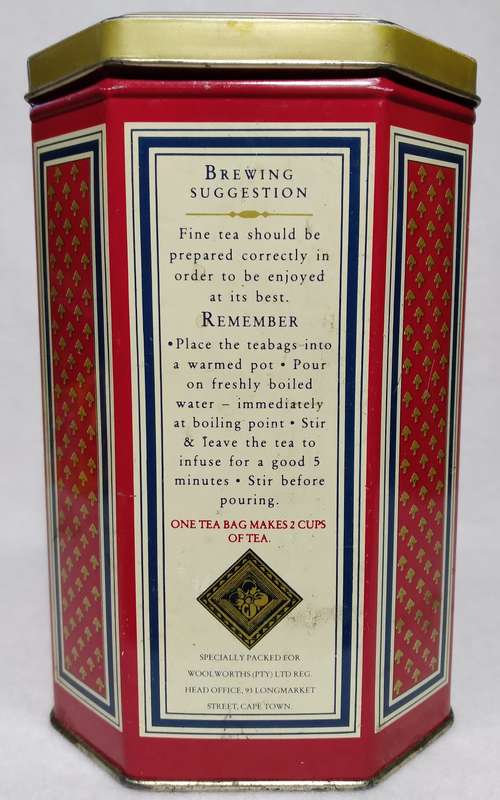 BREWING
SUGGESTION
Fine tea should be
prepared correctly in
order to be enjoyed
at its best.
REMEMBER
•Place the teabags into
a warmed pot • Pour
on freshly boiled
water – immediately
at boiling point • Stir
& leave the tea to
infuse for a good 5
minutes • Stir before
pouring.
ONE TEA BAG MAKES 2 CUPS
OF TEA.
SPECIALLY PACKED FOR
WOOLWORTHS (PTY) LTD REG.
HEAD OFFICE, 93 LONGMARKET
STREET, CAPE TOWN.